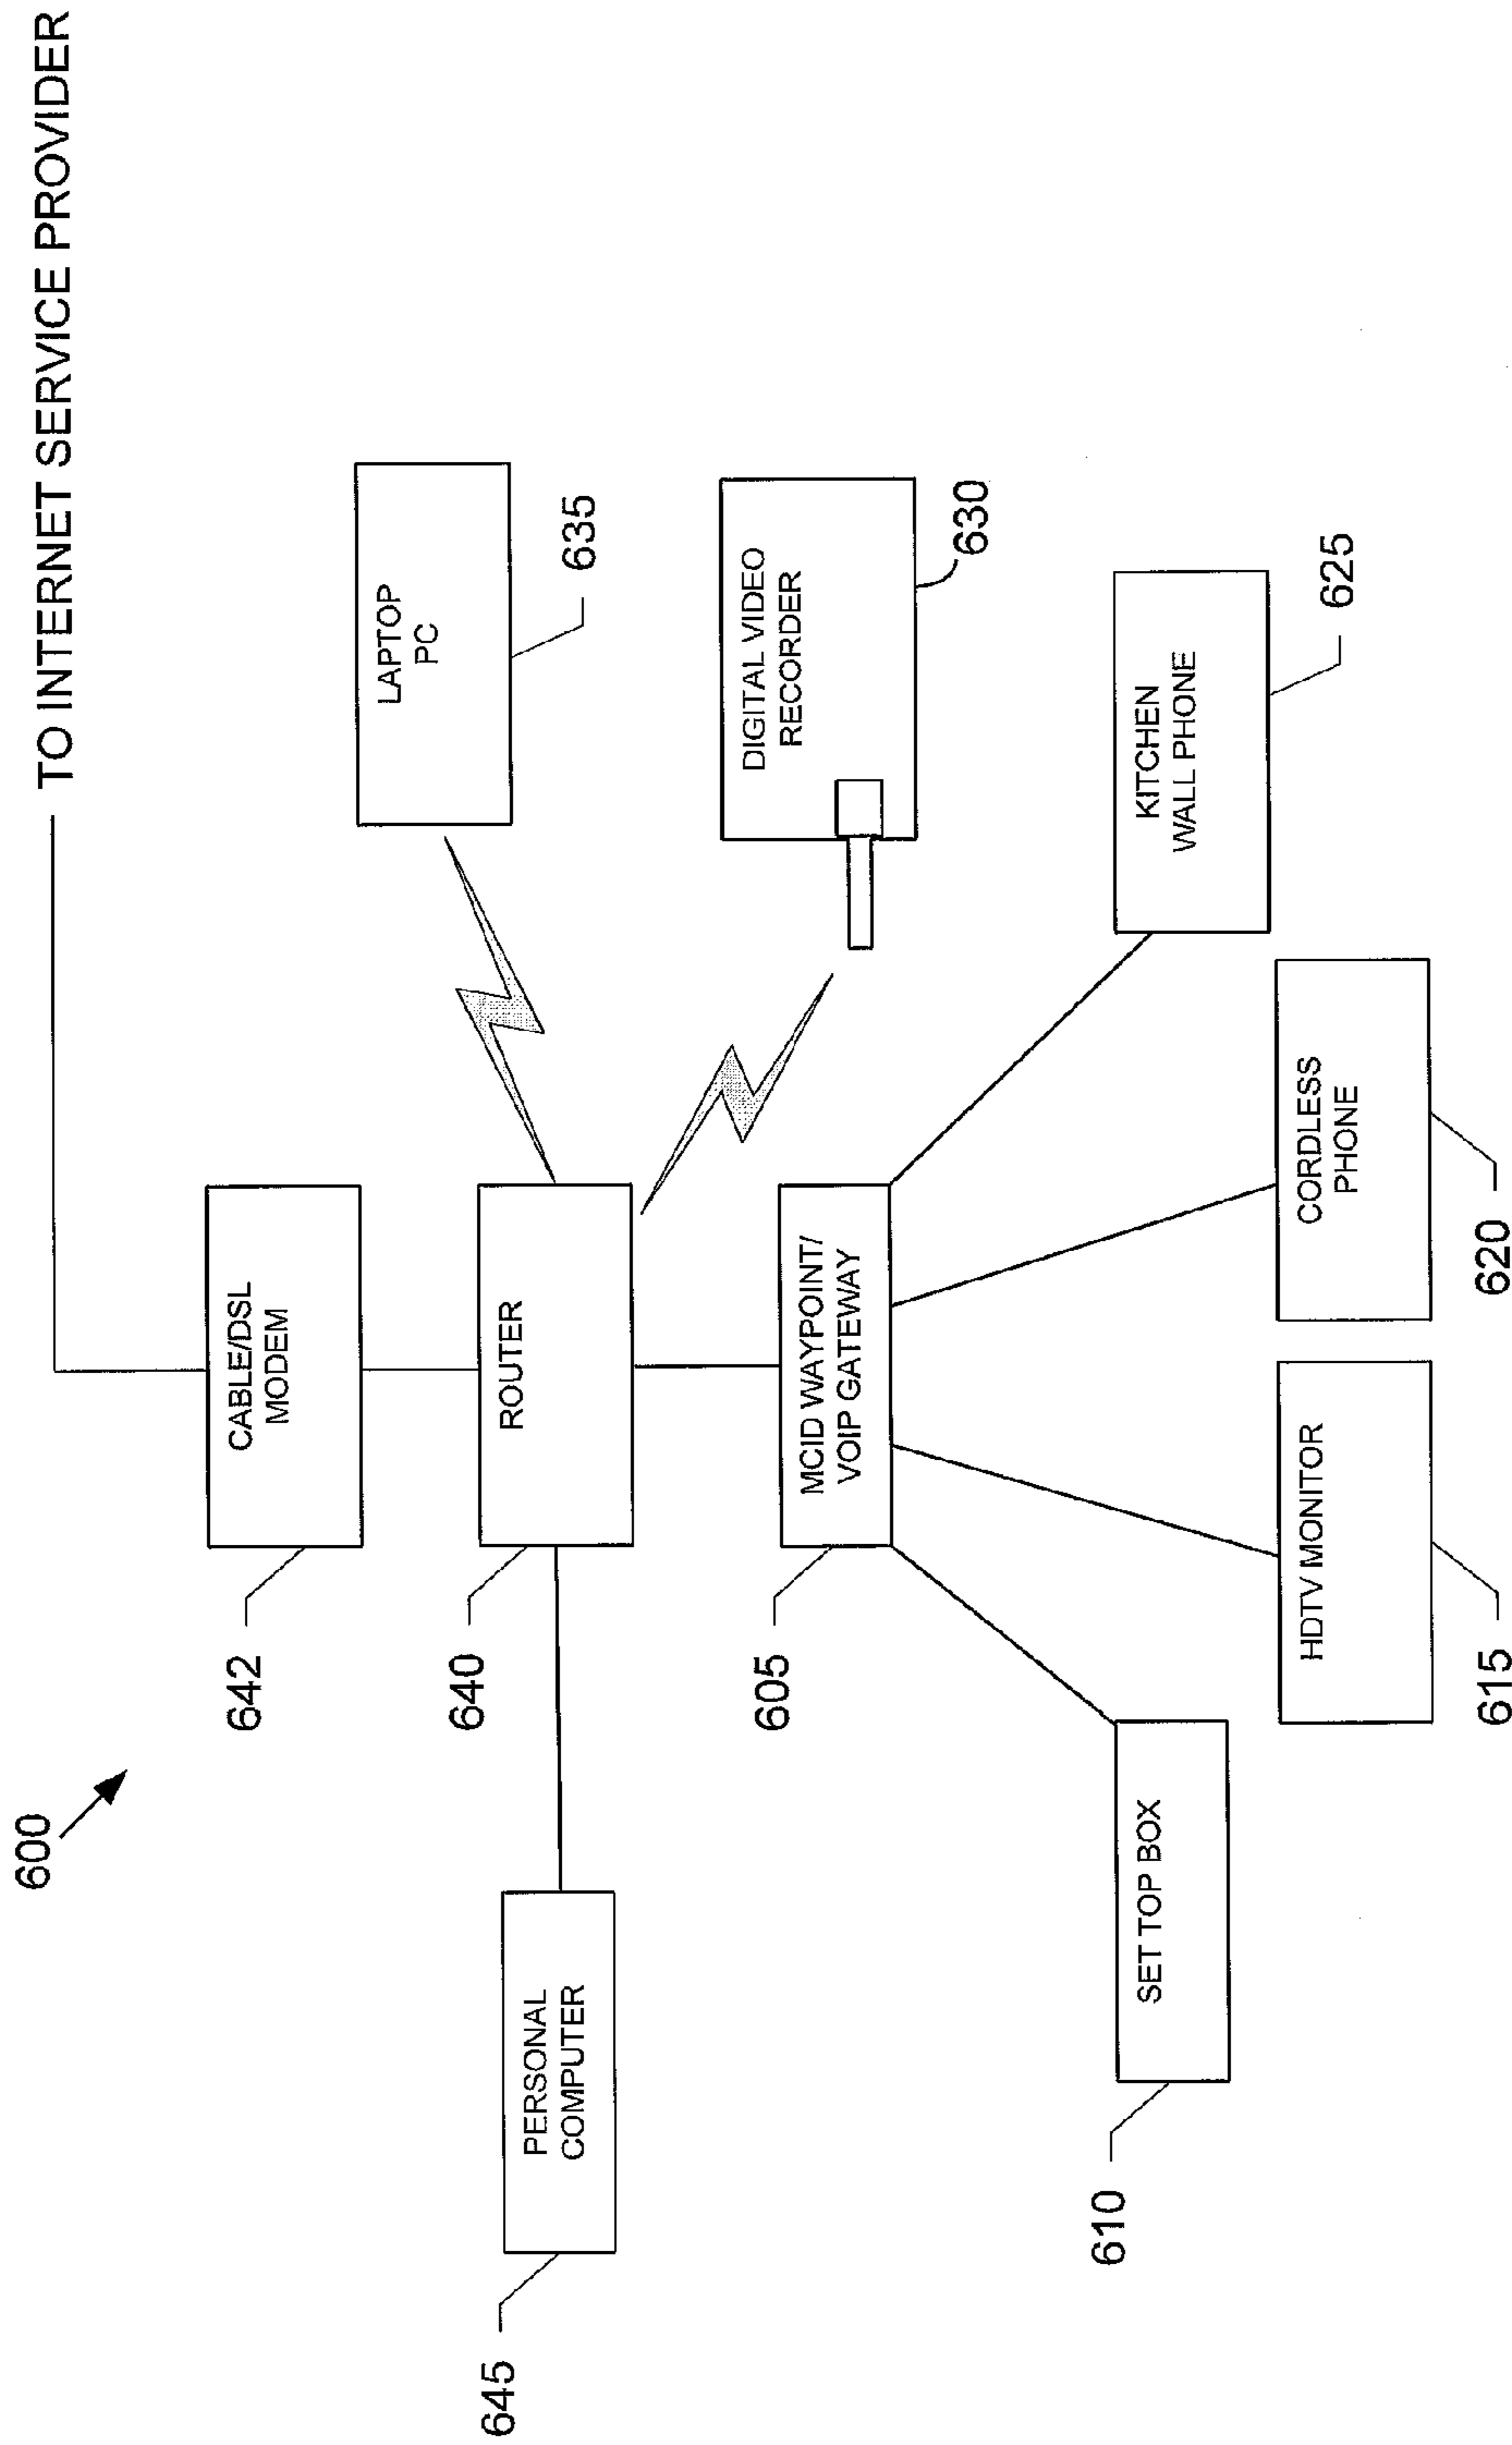 600
TO INTERNET SERVICE PROVIDER
642
CABLE/DSL
MODEM
LAPTOP
PC
635
645
PERSONAL
COMPUTER
640
ROUTER
DIGITAL VIDEO
RECORDER
630
605
MCID WAYPOINT/
VOIP GATEWAY
610
SET TOP BOX
KITCHEN
WALL PHONE
625
HDTV MONITOR
615
CORDLESS
PHONE
620